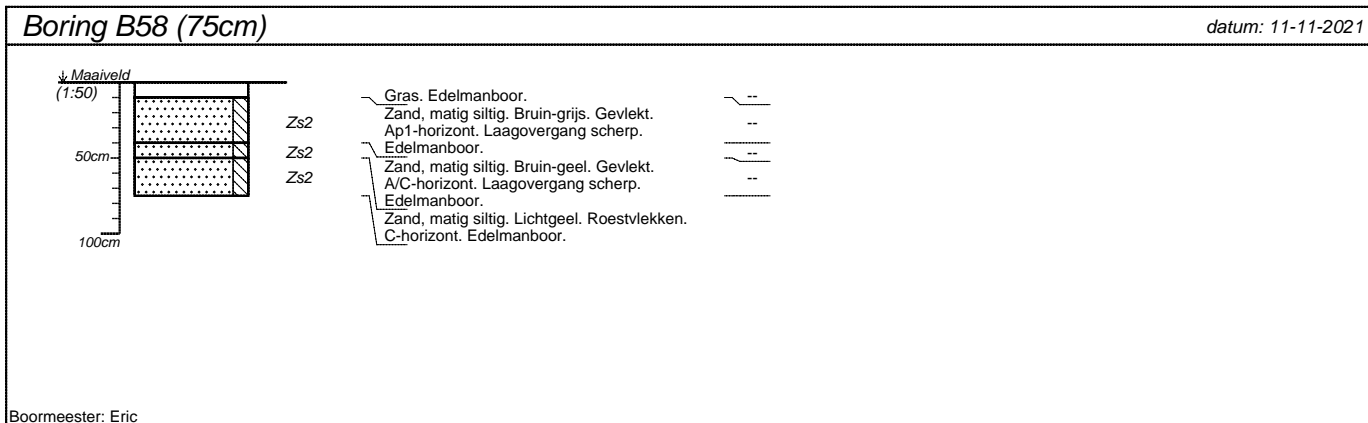 Boring B58 (75cm)
datum: 11-11-2021
Maaiveld
(1:50)
50cm
100cm
Zs2
Zs2
Zs2
Gras. Edelmanboor.
Zand, matig siltig. Bruin-grijs. Gevlekt.
Ap1-horizont. Laagovergang scherp.
Edelmanboor.
Zand, matig siltig. Bruin-geel. Gevlekt.
A/C-horizont. Laagovergang scherp.
Edelmanboor.
Zand, matig siltig. Lichtgeel. Roestvlekken.
C-horizont. Edelmanboor.
--
--
--
--
Boormeester: Eric